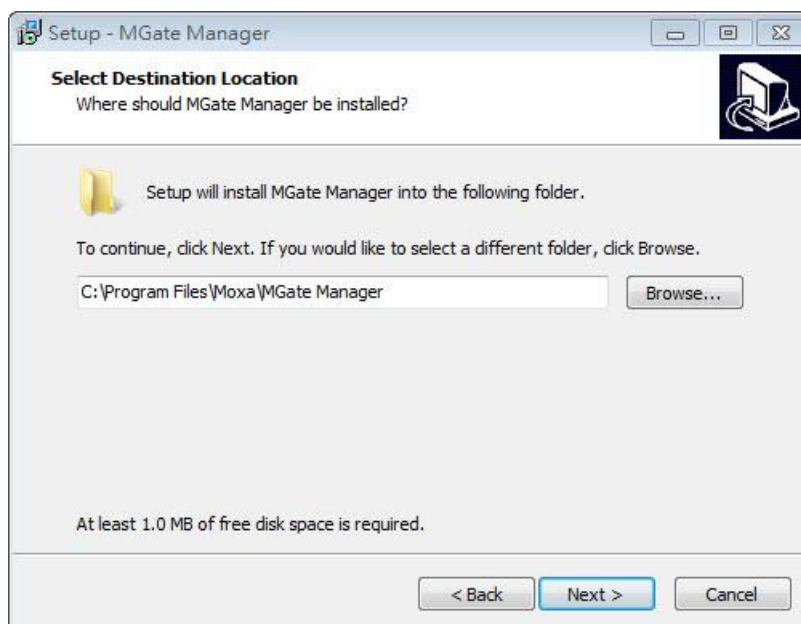 Setup - MGate Manager
Select Destination Location
Where should MGate Manager be installed?
Setup will install MGate Manager into the following folder.
To continue, click Next. If you would like to select a different folder, click Browse.
C:\Program Files\Moxa\MGate Manager
Browse...
At least 1.0 MB of free disk space is required.
< Back
Next >
Cancel